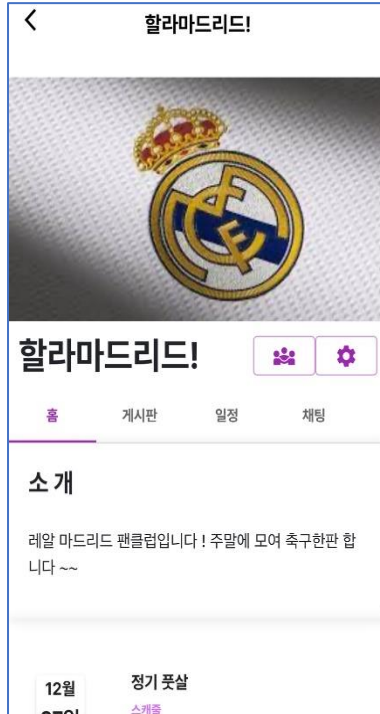 할라마드리드!
할라마드리드!
홈 게시판 일정 채팅
소 개
레알 마드리드 팬클럽입니다 ! 주말에 모여 축구한판 합
니다 ~~
12월
정기 풋살
스캐줄